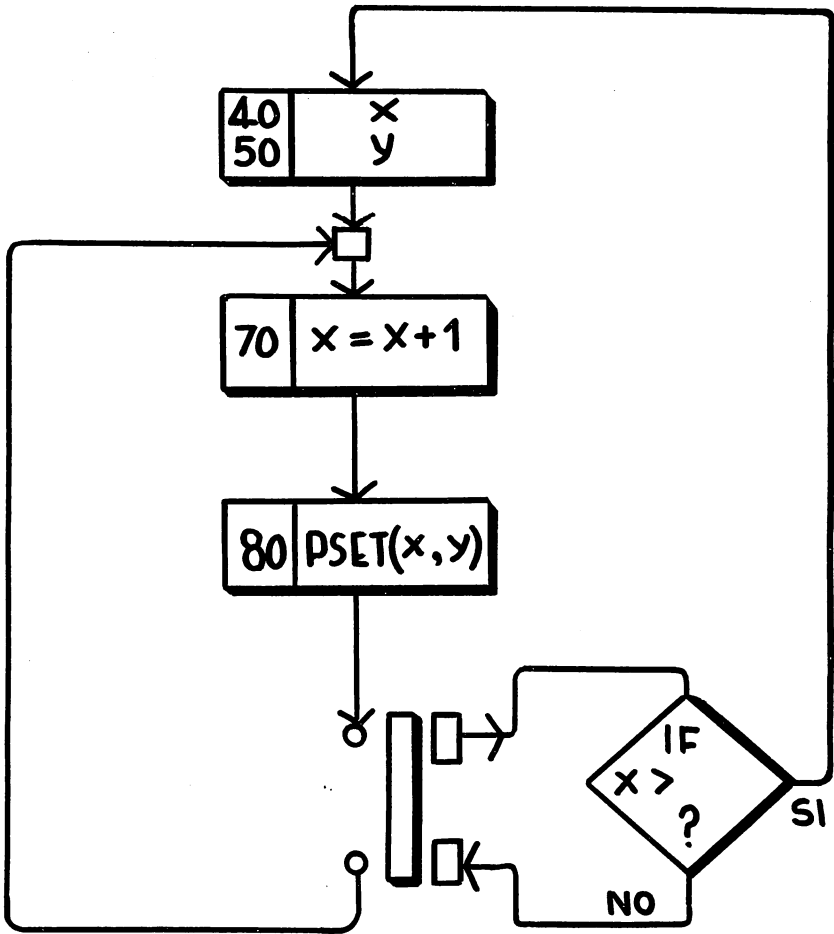 40 x
50 y
70 x = x + 1
80 PSET(x, y)
IF
x >
?
SI
NO